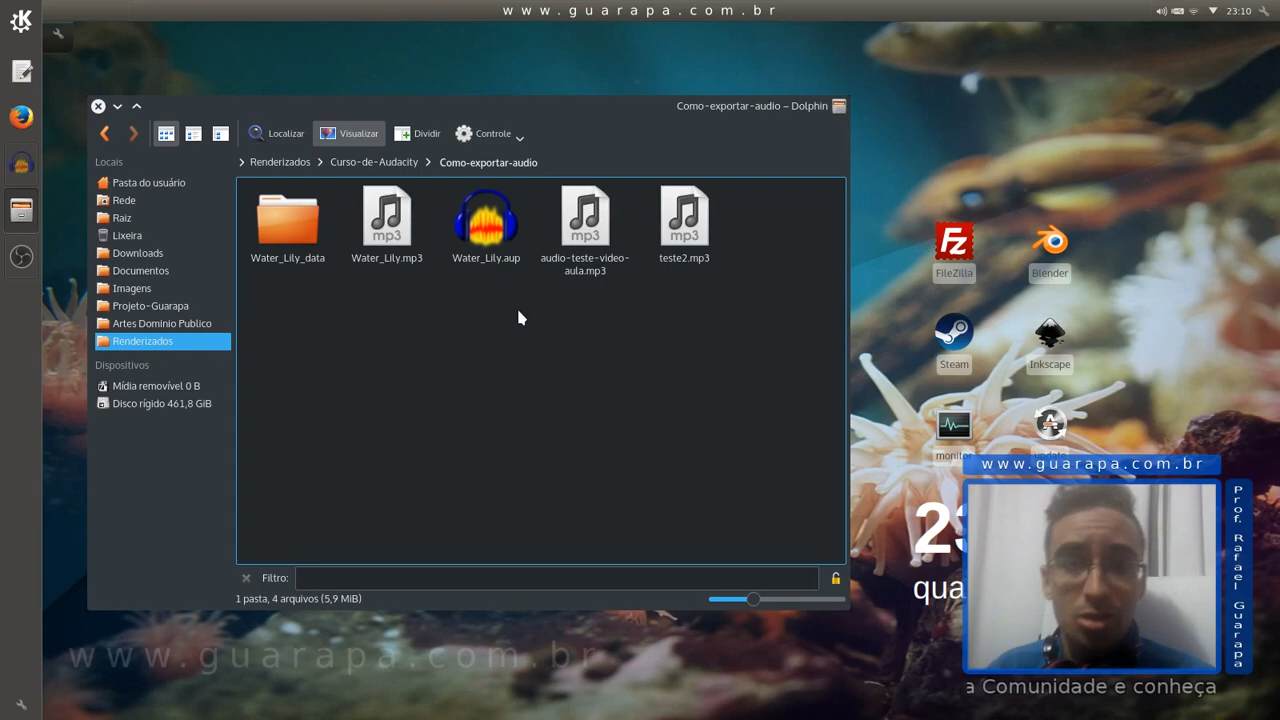 www.guarapa.com.br
23:10
Como-exportar-audio – Dolphin
Localizar
Visualizar
Dividir
Controle
Locais
Renderizados
Curso-de-Audacity
Como-exportar-audio
Pasta do usuário
Rede
Raiz
Lixeira
Downloads
Documentos
Imagens
Projeto-Guarapa
Artes Dominio Publico
Renderizados
Dispositivos
Mídia removível 0 B
Disco rígido 461,8 GiB
mp3
mp3
mp3
Water_Lily_data
Water_Lily.mp3
Water_Lily.aup
audio-teste-video-
aula.mp3
teste2.mp3
Filtro:
1 pasta, 4 arquivos (5,9 MiB)
Fz
FileZilla
Blender
Steam
Inkscape
monitor
update
www.guarapa.com.br
Prof. Rafael Guarapa
qua
www.guarapa.com.br
a Comunidade e conheça